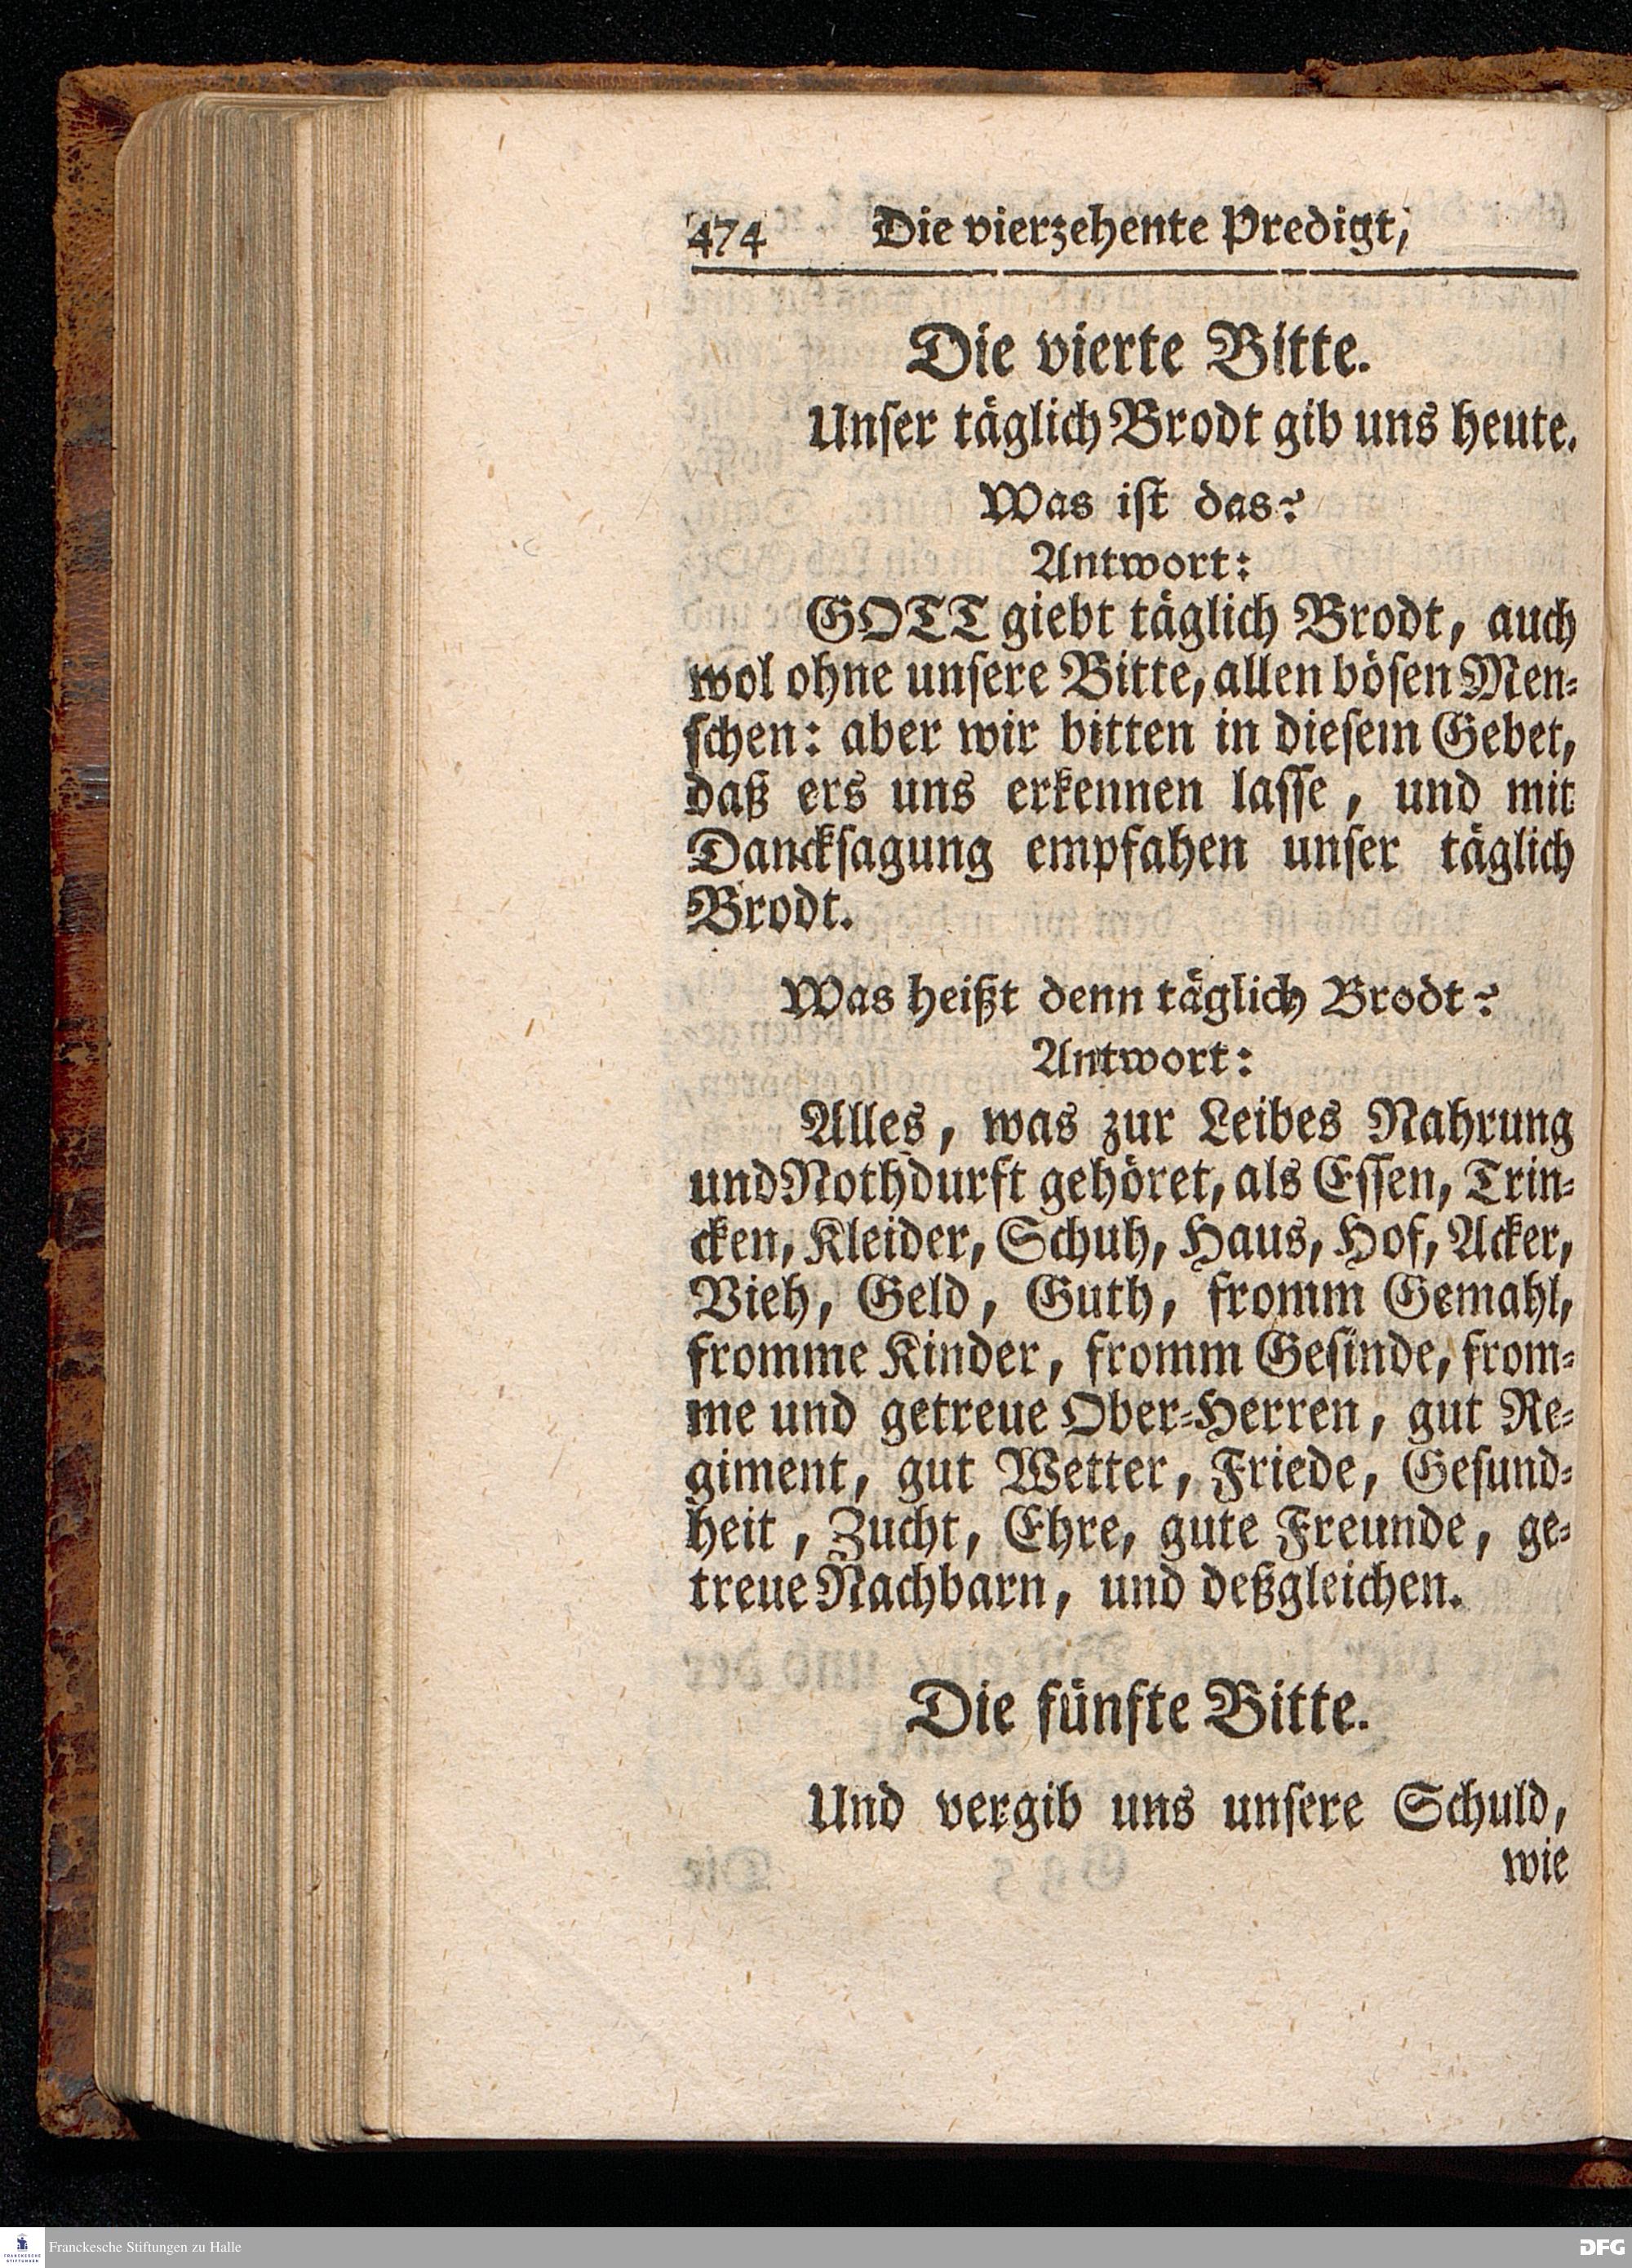 474 Die vierzehente Predigt,
Die vierte Bitte.
Unſer täglich Brodt gib uns heute.
Was iſt das?
Antwort:
GOTT giebt täglich Brodt, auch
wol ohne unſere Bitte, allen böſen Men⸗
ſchen: aber wir bitten in dieſem Gebet,
daß ers uns erkennen laſſe, und mit
Danckſagung empfahen unſer täglich
Brodt.
Was heißt denn täglich Brodt?
Antwort:
Alles, was zur Leibes Nahrung
und Nothdurft gehöret, als Eſſen, Trin⸗
cken, Kleider, Schuh, Haus, Hof, Acker,
Vieh, Geld, Guth, fromm Gemahl,
fromme Kinder, fromm Geſinde, from⸗
me und getreue Ober⸗Herren, gut Re⸗
giment, gut Wetter, Friede, Geſund⸗
heit, Zucht, Ehre, gute Freunde, ge⸗
treue Nachbarn, und deßgleichen.
Die fünfte Bitte.
Und vergib uns unſere Schuld,
wie
FRANCKESCHE
STIFTUNGEN
Franckesche Stiftungen zu Halle
DFG